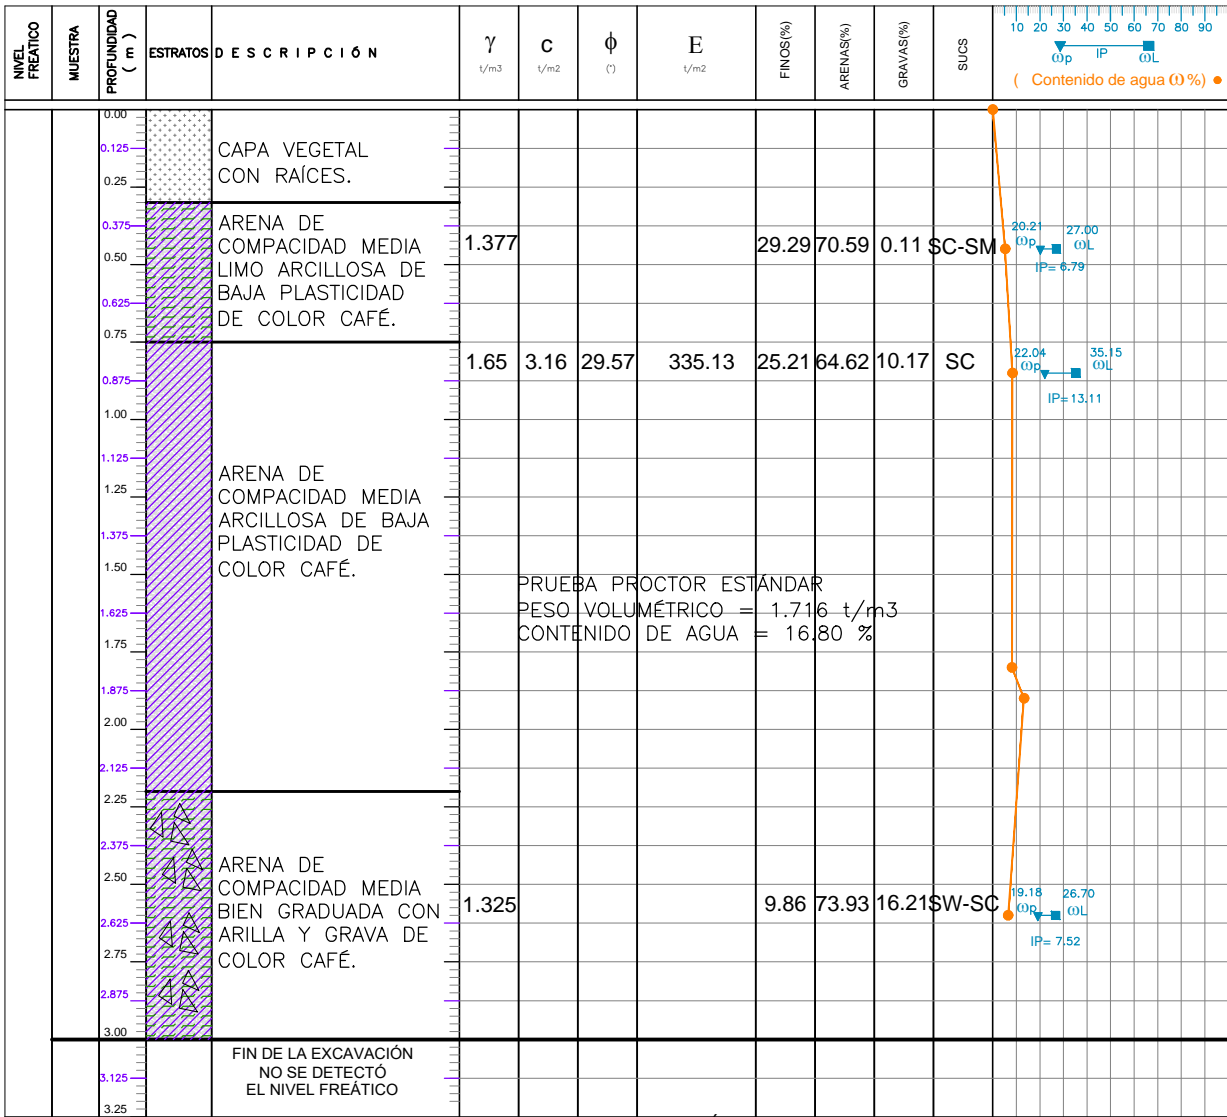 NIVEL FREATICO
MUESTRA
PROFUNDIDAD ( m )
ESTRATOS
DESCRIPCIÓN
γ t/m3
c t/m2
ϕ (°)
E t/m2
FINOS(%)
ARENAS(%)
GRAVAS(%)
SUCS
10 20 30 40 50 60 70 80 90
ωp IP ωL
( Contenido de agua ω %)
0.00
0.125
0.25
CAPA VEGETAL
CON RAÍCES.
0.375
0.50
0.625
0.75
ARENA DE
COMPACIDAD MEDIA
LIMO ARCILLOSA DE
BAJA PLASTICIDAD
DE COLOR CAFÉ.
1.377 29.29 70.59 0.11 SC-SM
20.21 27.00
ωp ωL
IP= 6.79
1.65 3.16 29.57 335.13 25.21 64.62 10.17 SC
22.04 35.15
ωp ωL
IP= 13.11
0.875
1.00
1.125
1.25
1.375
1.50
1.625
1.75
1.875
2.00
2.125
ARENA DE
COMPACIDAD MEDIA
ARCILLOSA DE BAJA
PLASTICIDAD DE
COLOR CAFÉ.
PRUEBA PROCTOR ESTÁNDAR
PESO VOLUMÉTRICO = 1.716 t/m3
CONTENIDO DE AGUA = 16.80 %
2.25
2.375
2.50
2.625
2.75
2.875
3.00
ARENA DE
COMPACIDAD MEDIA
BIEN GRADUADA CON
ARILLA Y GRAVA DE
COLOR CAFÉ.
1.325 9.86 73.93 16.21 SW-SC
19.18 26.70
ωp ωL
IP= 7.52
FIN DE LA EXCAVACIÓN
NO SE DETECTÓ
EL NIVEL FREÁTICO
3.125
3.25